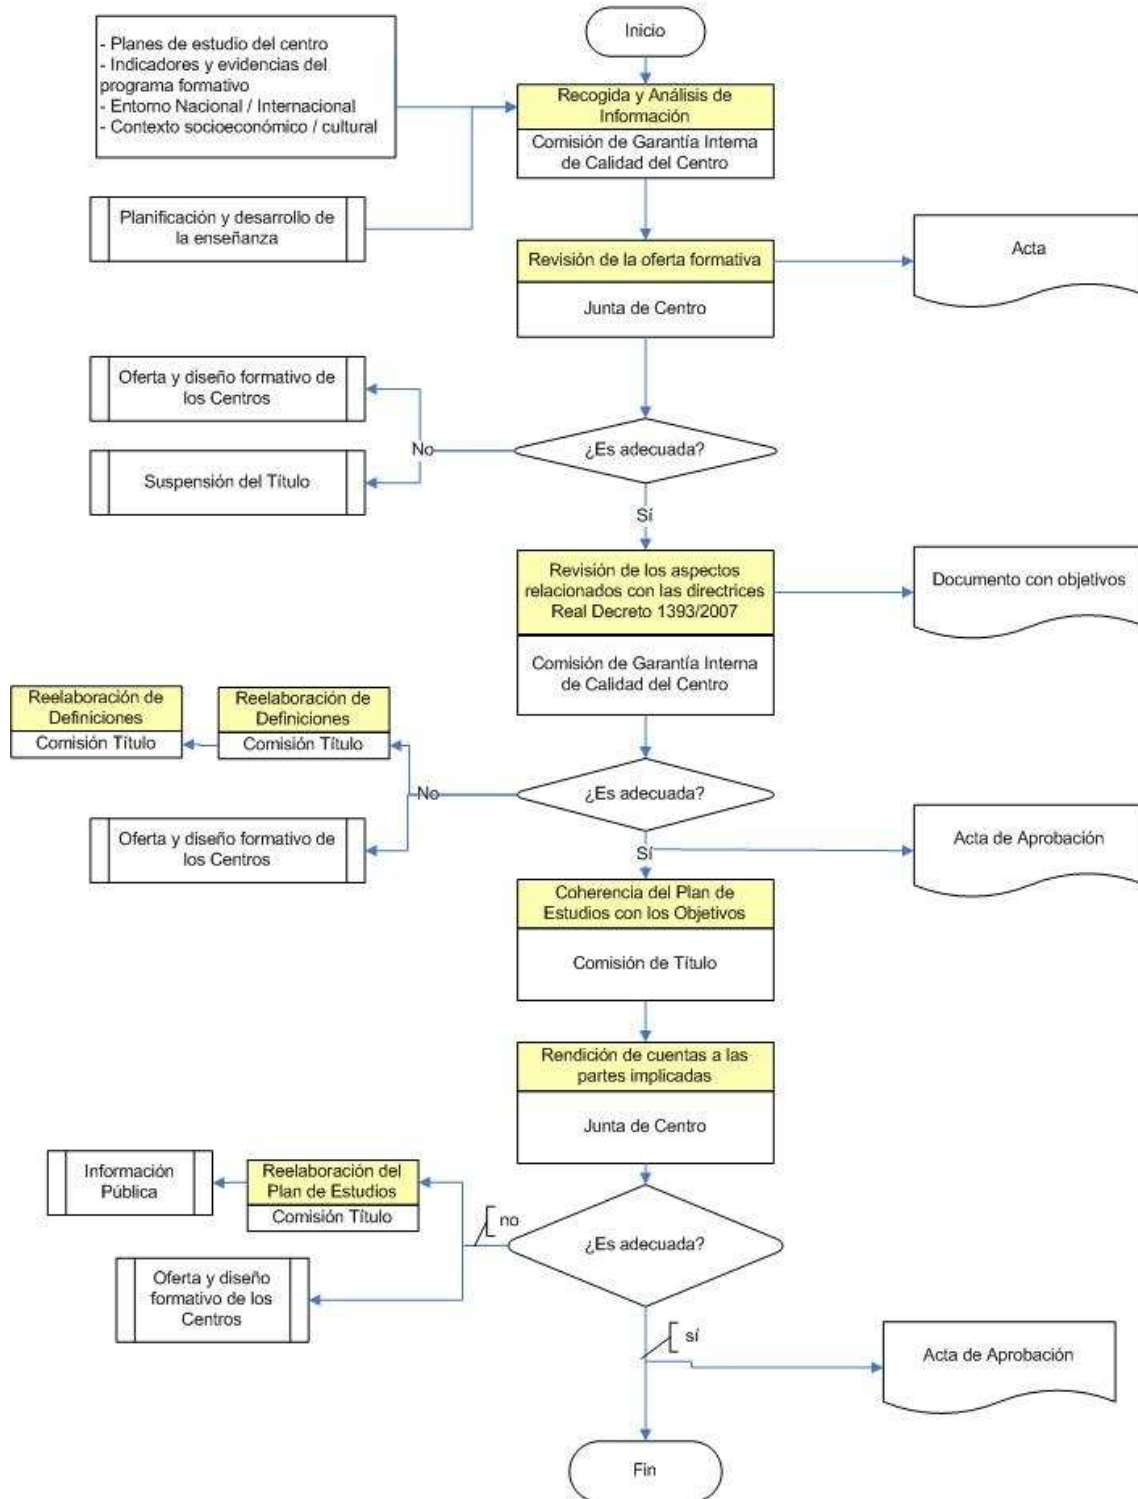 Inicio
- Planes de estudio del centro
- Indicadores y evidencias del
programa formativo
- Entorno Nacional / Internacional
- Contexto socioeconómico / cultural
Recogida y Análisis de
Información
Comisión de Garantía Interna
de Calidad del Centro
Planificación y desarrollo de
la enseñanza
Revisión de la oferta formativa
Junta de Centro
Acta
Oferta y diseño formativo de
los Centros
¿Es adecuada?
No
Suspensión del Título
Sí
Revisión de los aspectos
relacionados con las directrices
Real Decreto 1393/2007
Comisión de Garantía Interna
de Calidad del Centro
Documento con objetivos
Reelaboración de
Definiciones
Comisión Título
Reelaboración de
Definiciones
Comisión Título
¿Es adecuada?
No
Oferta y diseño formativo de
los Centros
Sí
Acta de Aprobación
Coherencia del Plan de
Estudios con los Objetivos
Comisión de Título
Rendición de cuentas a las
partes implicadas
Junta de Centro
Información
Pública
Reelaboración del
Plan de Estudios
Comisión Título
no
¿Es adecuada?
Oferta y diseño
formativo de los
Centros
sí
Acta de Aprobación
Fin